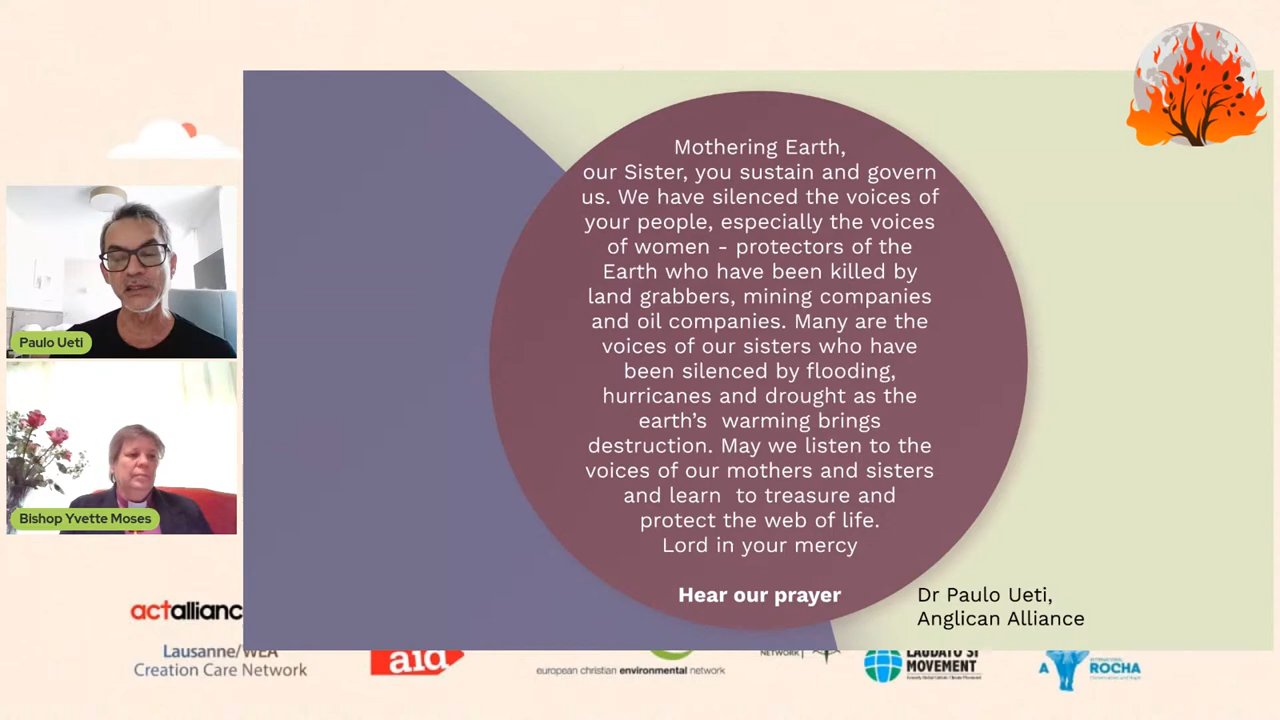 Mothering Earth,
our Sister, you sustain and govern
us. We have silenced the voices of
your people, especially the voices
of women - protectors of the
Earth who have been killed by
land grabbers, mining companies
and oil companies. Many are the
voices of our sisters who have
been silenced by flooding,
hurricanes and drought as the
earth's  warming brings
destruction. May we listen to the
voices of our mothers and sisters
and learn  to treasure and
protect the web of life.
Lord in your mercy
Hear our prayer
Dr Paulo Ueti,
Anglican Alliance
Paulo Ueti
Bishop Yvette Moses
actallianc
Lausanne/WEA
Creation Care Network
aid
european christian environmental network
NETWORK
LAUDATO SI'
MOVEMENT
A
ROCHA